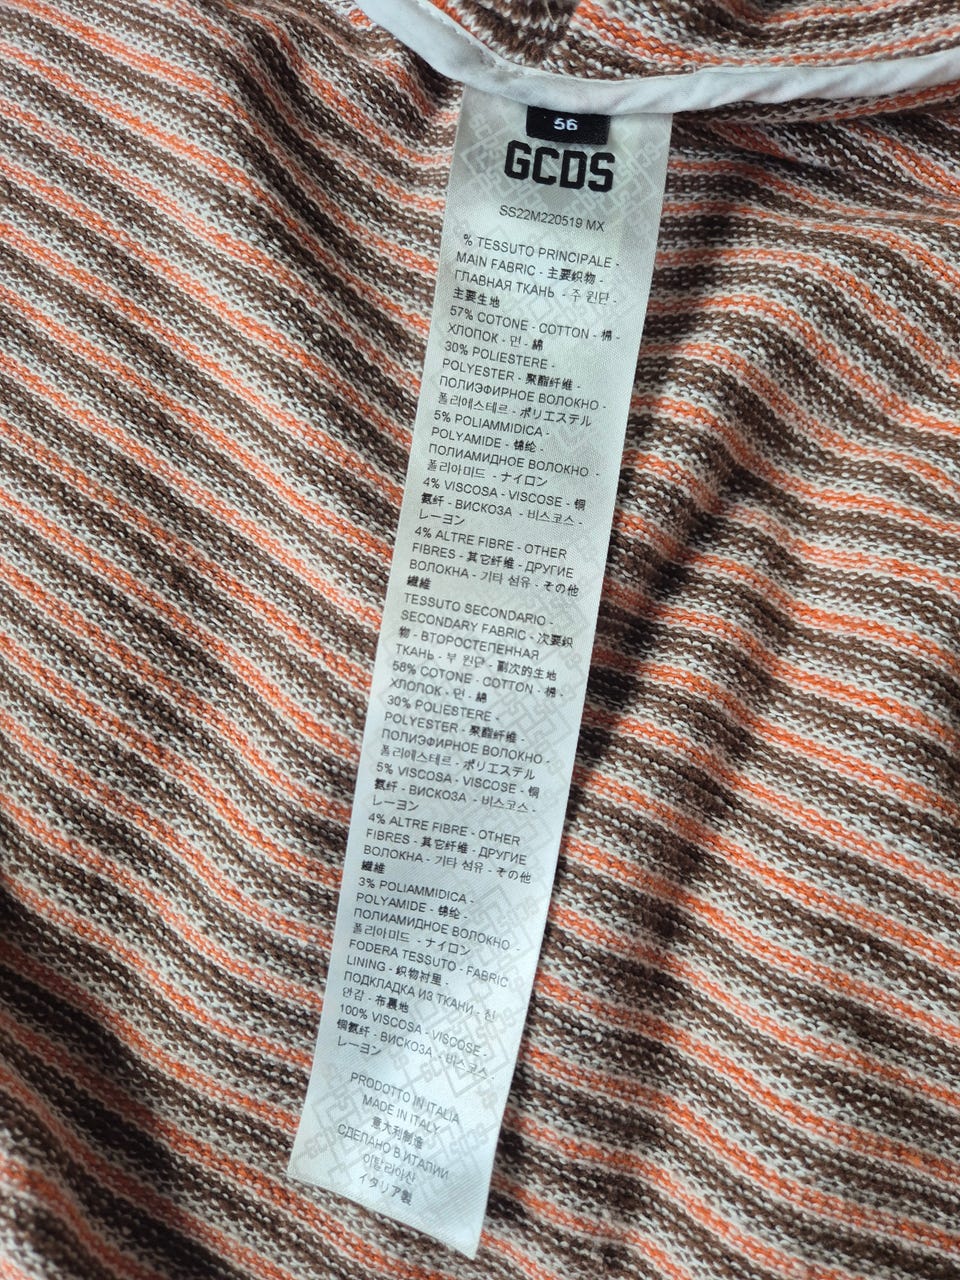 56
GCDS
SS22M220519 MX
% TESSUTO PRINCIPALE -
MAIN FABRIC - 主要织物 -
ГЛАВНАЯ ТКАНЬ - 주 원단 -
主要生地
57% COTONE - COTTON - 棉 -
ХЛОПОК - 면 - 綿
30% POLIESTERE -
POLYESTER - 聚酯纤维 -
ПОЛИЭФИРНОЕ ВОЛОКНО -
폴리에스테르 - ポリエステル
5% POLIAMMIDICA -
POLYAMIDE - 锦纶 -
ПОЛИАМИДНОЕ ВОЛОКНО -
폴리아미드 - ナイロン
4% VISCOSA - VISCOSE - 铜
氨纤 - ВИСКОЗА - 비스코스 -
レーヨン
4% ALTRE FIBRE - OTHER
FIBRES - 其它纤维 - ДРУГИЕ
ВОЛОКНА - 기타 섬유 - その他
繊維
TESSUTO SECONDARIO -
SECONDARY FABRIC - 次要织
物 - ВТОРОСТЕПЕННАЯ
ТКАНЬ - 부 원단 - 副次的生地
58% COTONE - COTTON - 棉 -
ХЛОПОК - 면 - 綿
30% POLIESTERE -
POLYESTER - 聚酯纤维 -
ПОЛИЭФИРНОЕ ВОЛОКНО -
폴리에스테르 - ポリエステル
5% VISCOSA - VISCOSE - 铜
氨纤 - ВИСКОЗА - 비스코스 -
レーヨン
4% ALTRE FIBRE - OTHER
FIBRES - 其它纤维 - ДРУГИЕ
ВОЛОКНА - 기타 섬유 - その他
繊維
3% POLIAMMIDICA -
POLYAMIDE - 锦纶 -
ПОЛИАМИДНОЕ ВОЛОКНО -
폴리아미드 - ナイロン
FODERA TESSUTO - FABRIC
LINING - 织物衬里 -
ПОДКЛАДКА ИЗ ТКАНИ - 천
안감 - 布裏地
100% VISCOSA - VISCOSE -
铜氨纤 - ВИСКОЗА - 비스코스 -
レーヨン
PRODOTTO IN ITALIA
MADE IN ITALY
意大利制造
СДЕЛАНО В ИТАЛИИ
이탈리아산
イタリア製